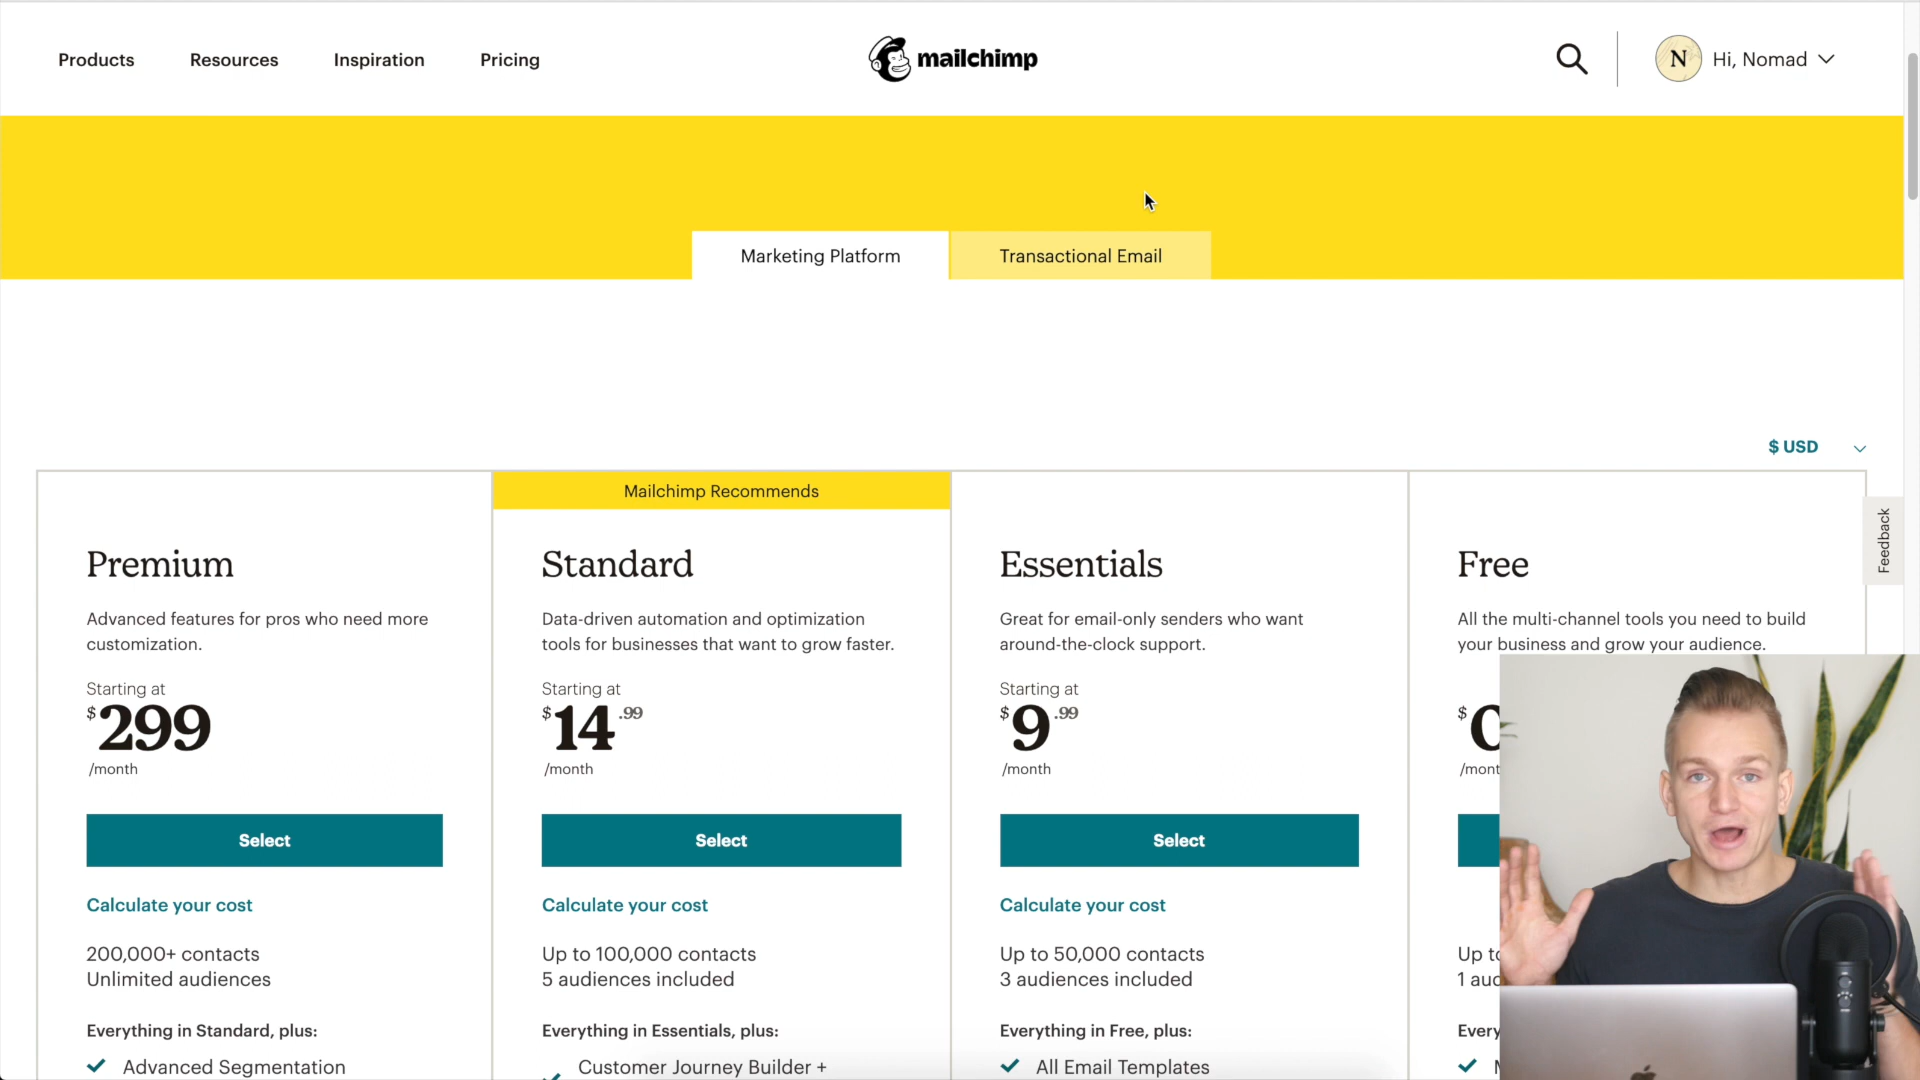 Products
Resources
Inspiration
Pricing
mailchimp
N
Hi, Nomad
Marketing Platform
Transactional Email
$ USD
Feedback
Mailchimp Recommends
Premium
Advanced features for pros who need more
customization.
Starting at
$299
/month
Select
Calculate your cost
200,000+ contacts
Unlimited audiences
Everything in Standard, plus:
Advanced Segmentation
Standard
Data-driven automation and optimization
tools for businesses that want to grow faster.
Starting at
$14.99
/month
Select
Calculate your cost
Up to 100,000 contacts
5 audiences included
Everything in Essentials, plus:
Customer Journey Builder +
Essentials
Great for email-only senders who want
around-the-clock support.
Starting at
$9.99
/month
Select
Calculate your cost
Up to 50,000 contacts
3 audiences included
Everything in Free, plus:
All Email Templates
Free
All the multi-channel tools you need to build
your business and grow your audience.
$0
Up
1